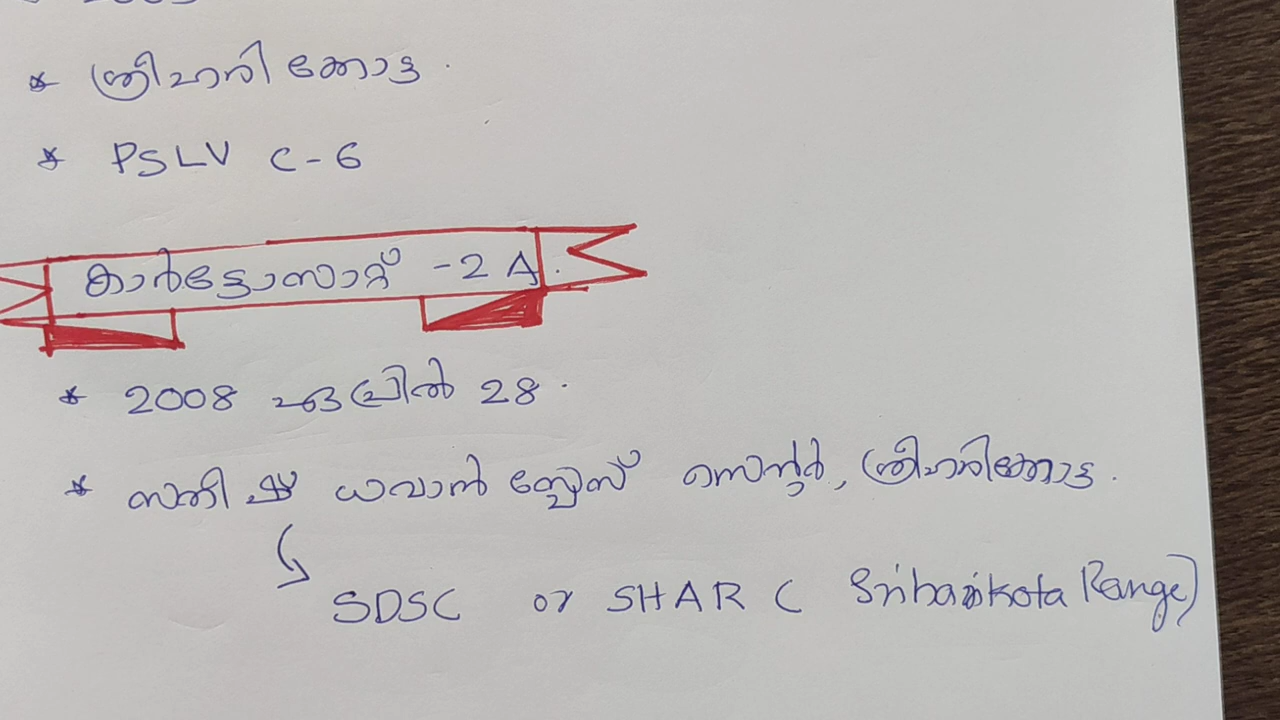 * ശ്രീഹരിക്കോട്ട .
* PSLV C-6
കാർട്ടോസാറ്റ് -2 A.
* 2008 ഏപ്രിൽ 28 .
* സതീഷ് ധവാൻ സ്പേസ് സെന്റർ, ശ്രീഹരിക്കോട്ട .
SDSC or SHAR ( Sriharikota Range)